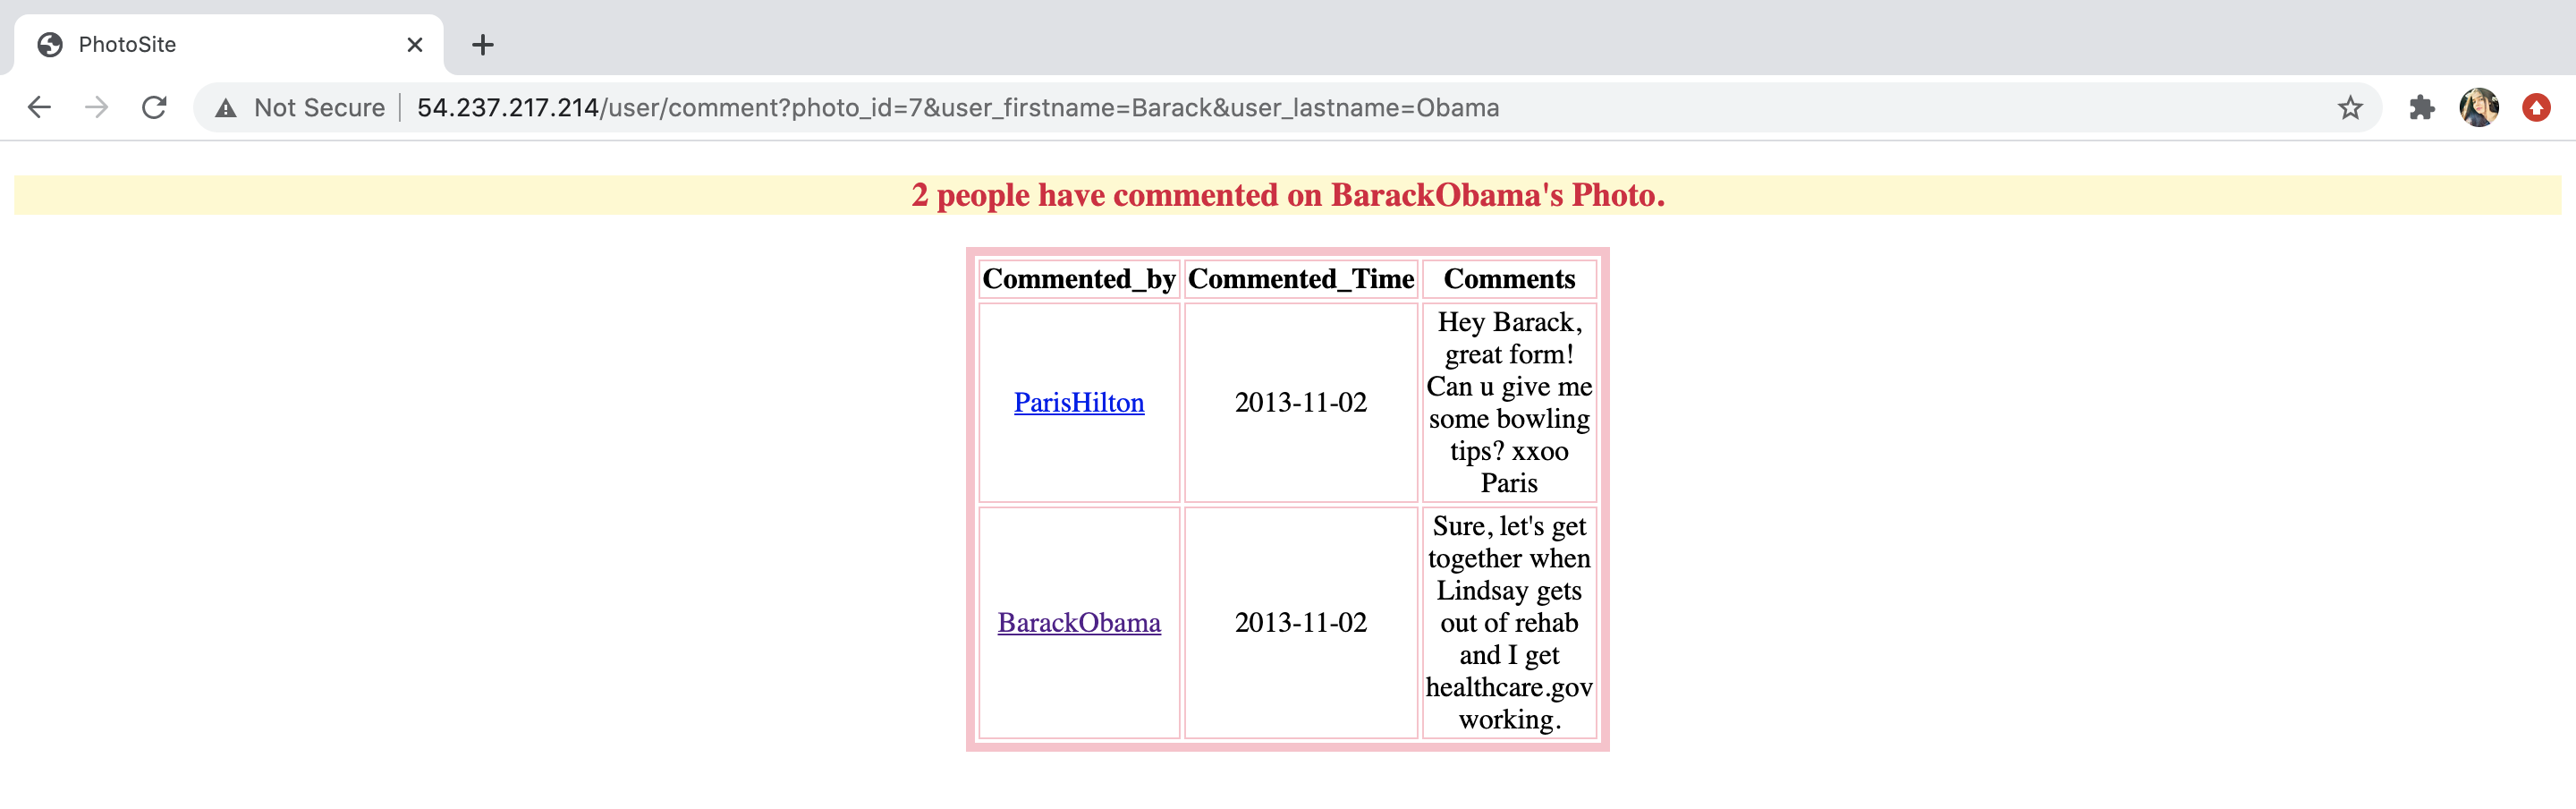 PhotoSite
Not Secure 54.237.217.214/user/comment?photo_id=7&user_firstname=Barack&user_lastname=Obama
2 people have commented on BarackObama's Photo.
Commented_by Commented_Time Comments
ParisHilton 2013-11-02
Hey Barack,
great form!
Can u give me
some bowling
tips? xxoo
Paris
BarackObama 2013-11-02
Sure, let's get
together when
Lindsay gets
out of rehab
and I get
healthcare.gov
working.